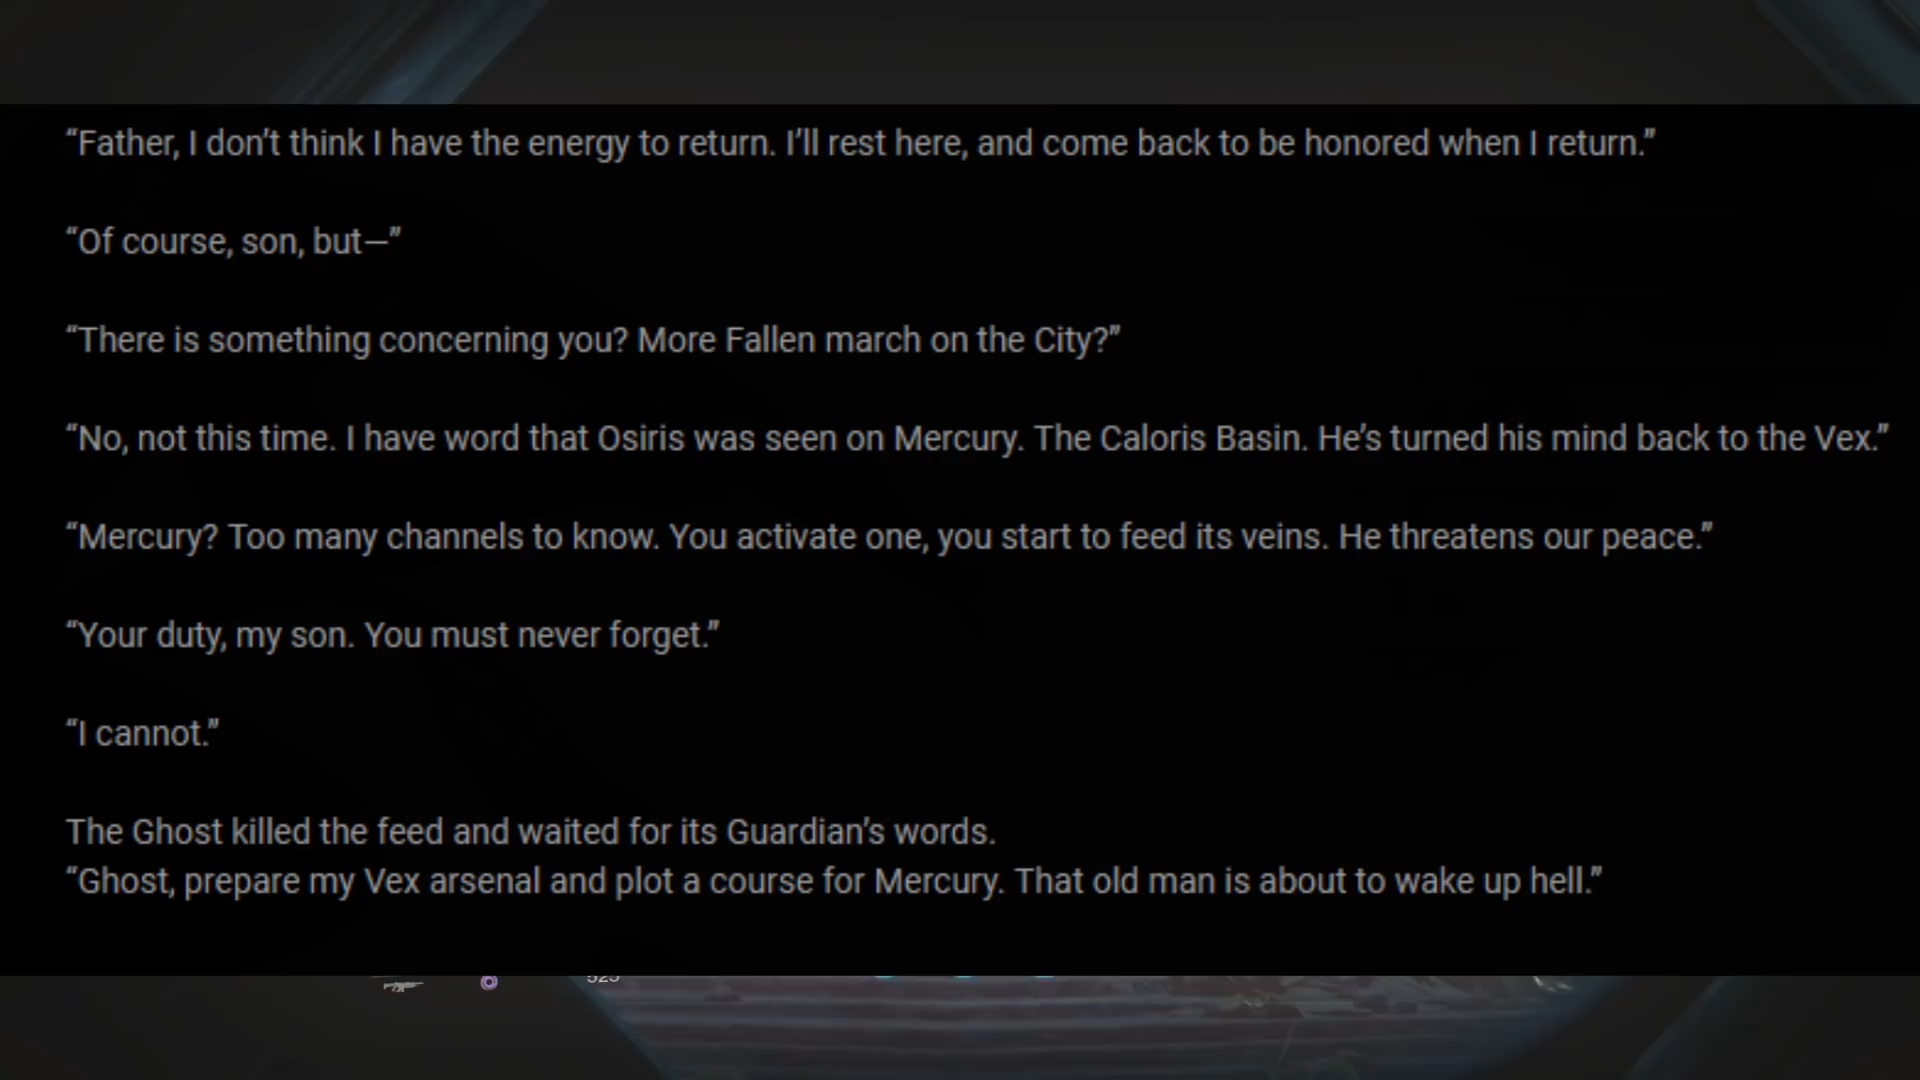 “Father, I don’t think I have the energy to return. I’ll rest here, and come back to be honored when I return.”
“Of course, son, but—”
“There is something concerning you? More Fallen march on the City?”
“No, not this time. I have word that Osiris was seen on Mercury. The Caloris Basin. He’s turned his mind back to the Vex.”
“Mercury? Too many channels to know. You activate one, you start to feed its veins. He threatens our peace.”
“Your duty, my son. You must never forget.”
“I cannot.”
The Ghost killed the feed and waited for its Guardian’s words.
“Ghost, prepare my Vex arsenal and plot a course for Mercury. That old man is about to wake up hell.”